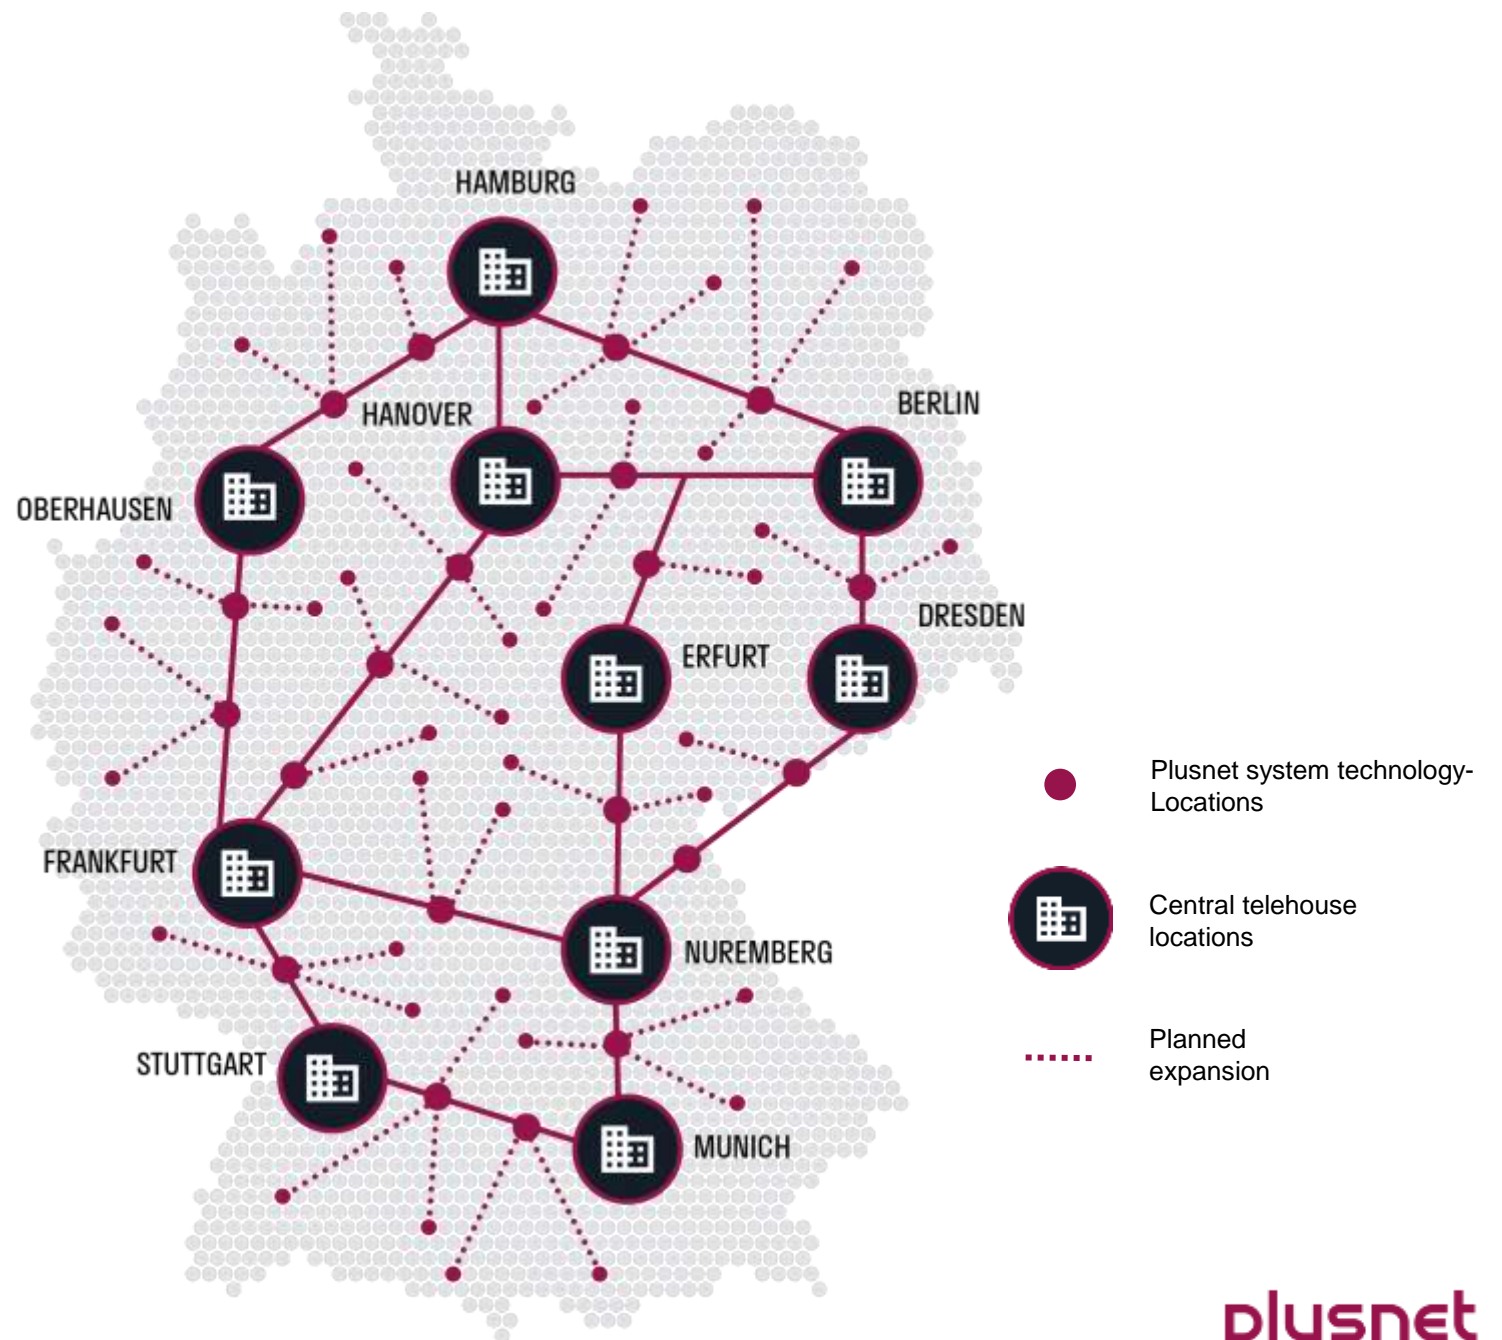 HAMBURG
BERLIN
HANOVER
OBERHAUSEN
DRESDEN
ERFURT
FRANKFURT
NUREMBERG
STUTTGART
MUNICH
Plusnet system technology-
Locations
Central telehouse
locations
Planned
expansion
plusnet